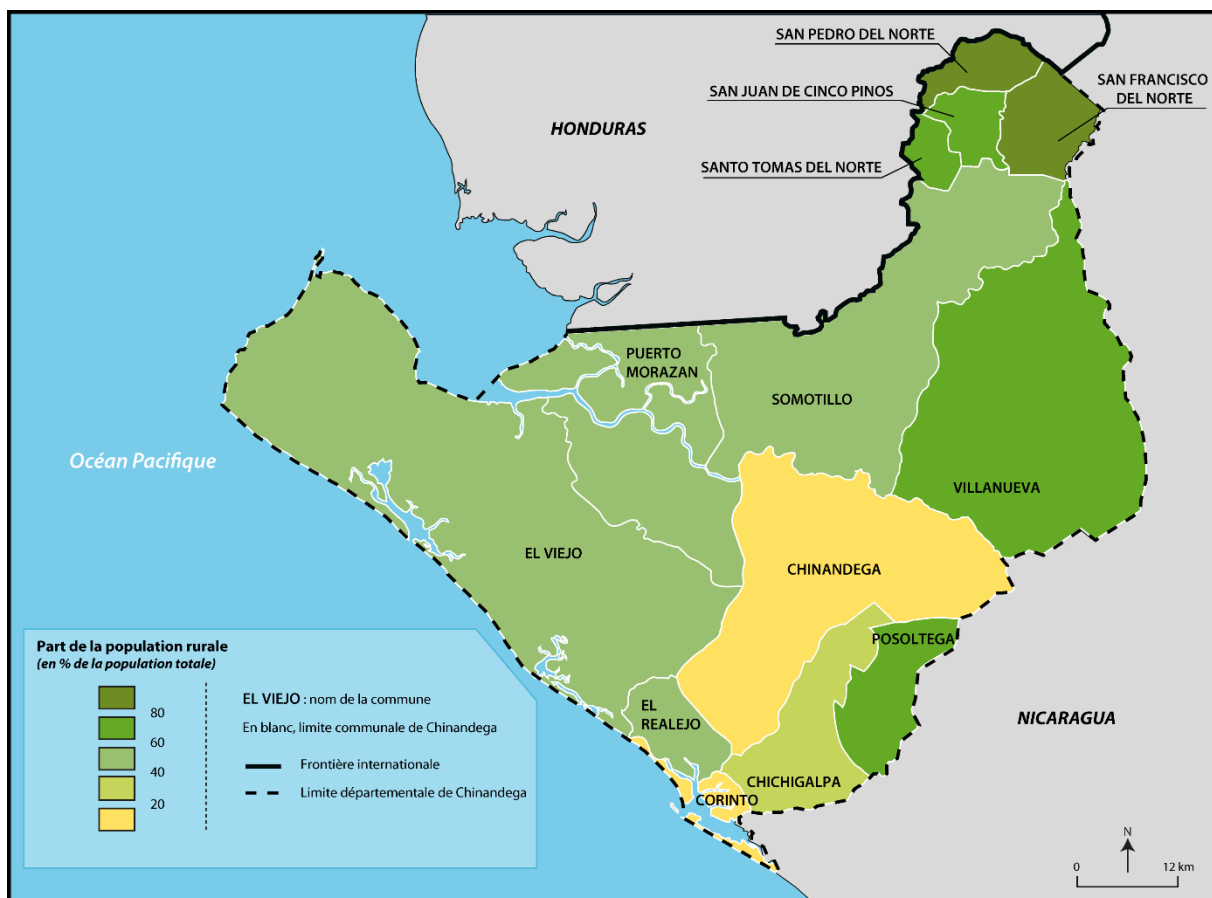 SAN PEDRO DEL NORTE
SAN FRANCISCO
DEL NORTE
SAN JUAN DE CINCO PINOS
HONDURAS
SANTO TOMAS DEL NORTE
PUERTO
MORAZAN
SOMOTILLO
Océan Pacifique
VILLANUEVA
EL VIEJO
CHINANDEGA
POSOLTEGA
EL
REALEJO
NICARAGUA
CHICHIGALPA
CORINTO
Part de la population rurale
(en % de la population totale)
80
60
40
20
EL VIEJO : nom de la commune
En blanc, limite communale de Chinandega
Frontière internationale
Limite départementale de Chinandega
N
0 12 km